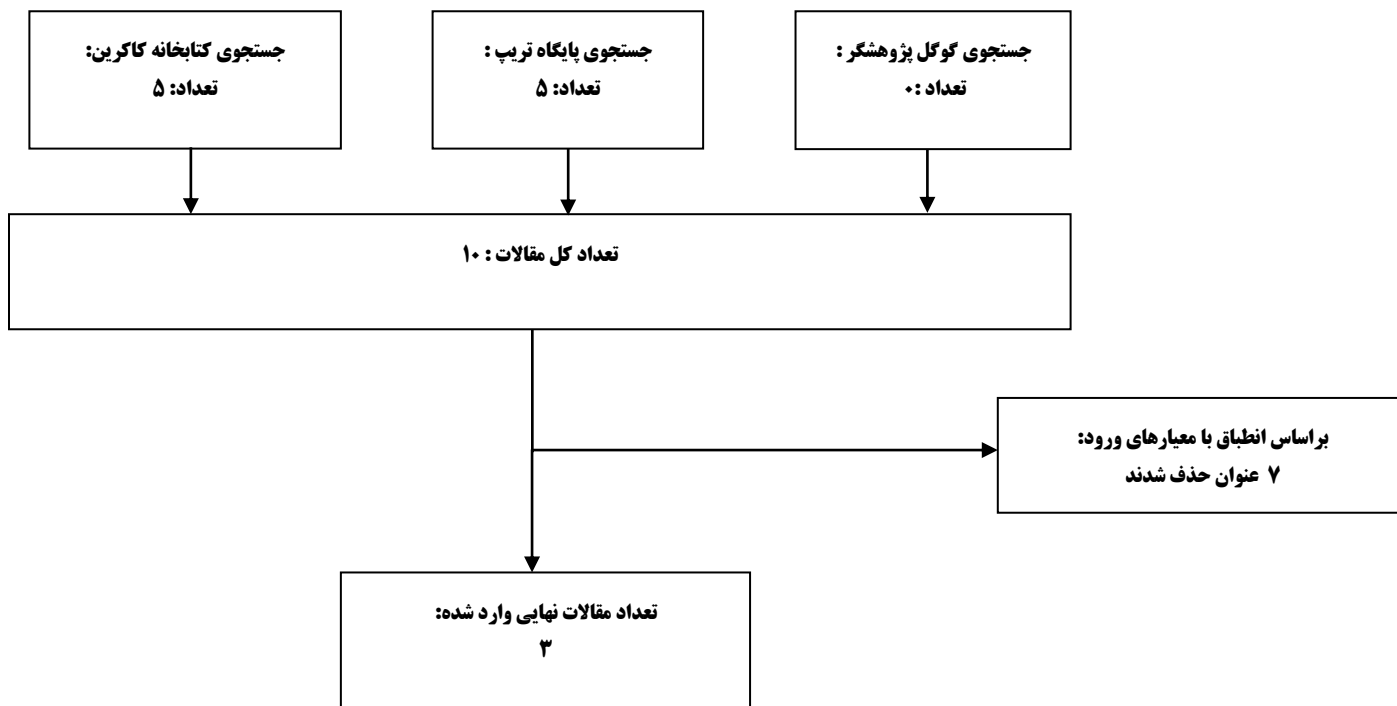 جستجوی گوگل پژوهشگر :
تعداد :۰
جستجوی پایگاه تریپ :
تعداد: ۵
جستجوی کتابخانه کاکرین:
تعداد: ۵
تعداد کل مقالات : ۱۰
براساس انطباق با معیارهای ورود:
۷ عنوان حذف شدند
تعداد مقالات نهایی وارد شده:
۳